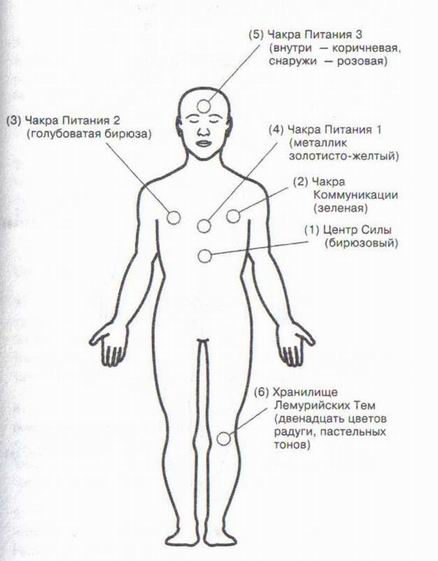 (5) Чакра Питания 3
(внутри — коричневая,
снаружи — розовая)
(3) Чакра Питания 2
(голубоватая бирюза)
(4) Чакра Питания 1
(металлик
золотисто-желтый)
(2) Чакра
Коммуникации
(зеленая)
(1) Центр Силы
(бирюзовый)
(6) Хранилище
Лемурийских Тем
(двенадцать цветов
радуги, пастельных
тонов)